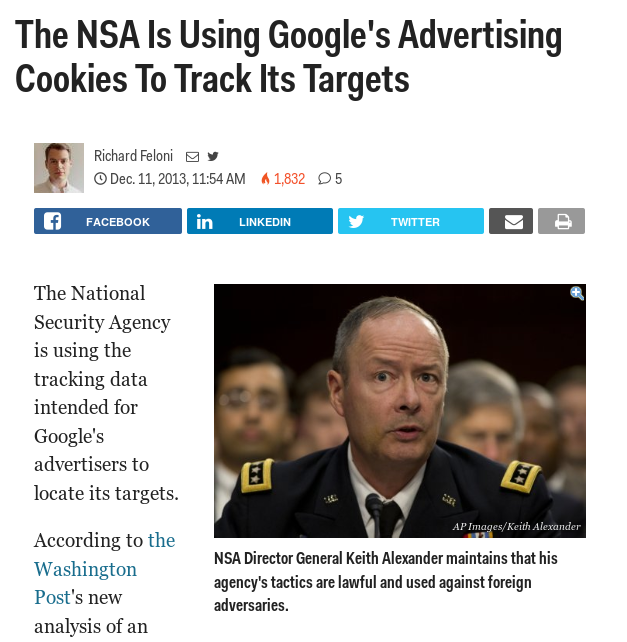 The NSA Is Using Google's Advertising
Cookies To Track Its Targets
Richard Feloni
Dec. 11, 2013, 11:54 AM 1,832 5
FACEBOOK LINKEDIN TWITTER
The National
Security Agency
is using the
tracking data
intended for
Google's
advertisers to
locate its targets.
According to the
Washington
Post's new
analysis of an
AP Images/Keith Alexander
NSA Director General Keith Alexander maintains that his
agency's tactics are lawful and used against foreign
adversaries.